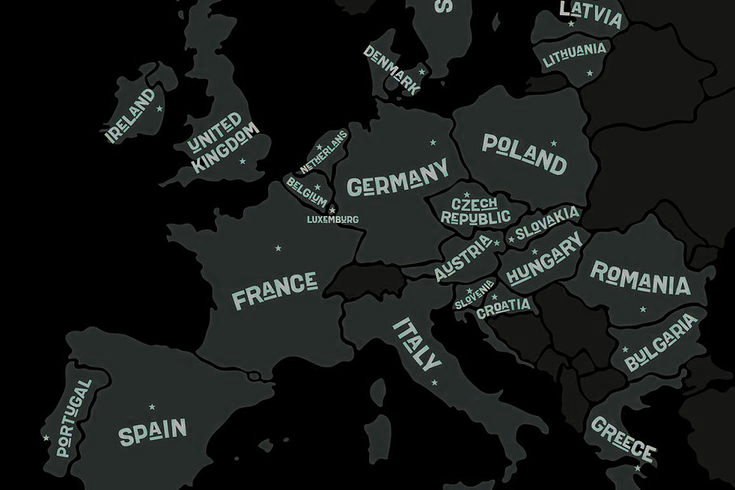 S
LATVIA
LITHUANIA
DENMARK
IRELAND
UNITED
KINGDOM
NETHERLANS
BELGIUM
LUXEMBURG
GERMANY
POLAND
CZECH
REPUBLIC
SLOVAKIA
AUSTRIA
HUNGARY
FRANCE
SLOVENIA
CROATIA
ROMANIA
BULGARIA
ITALY
PORTUGAL
SPAIN
GREECE